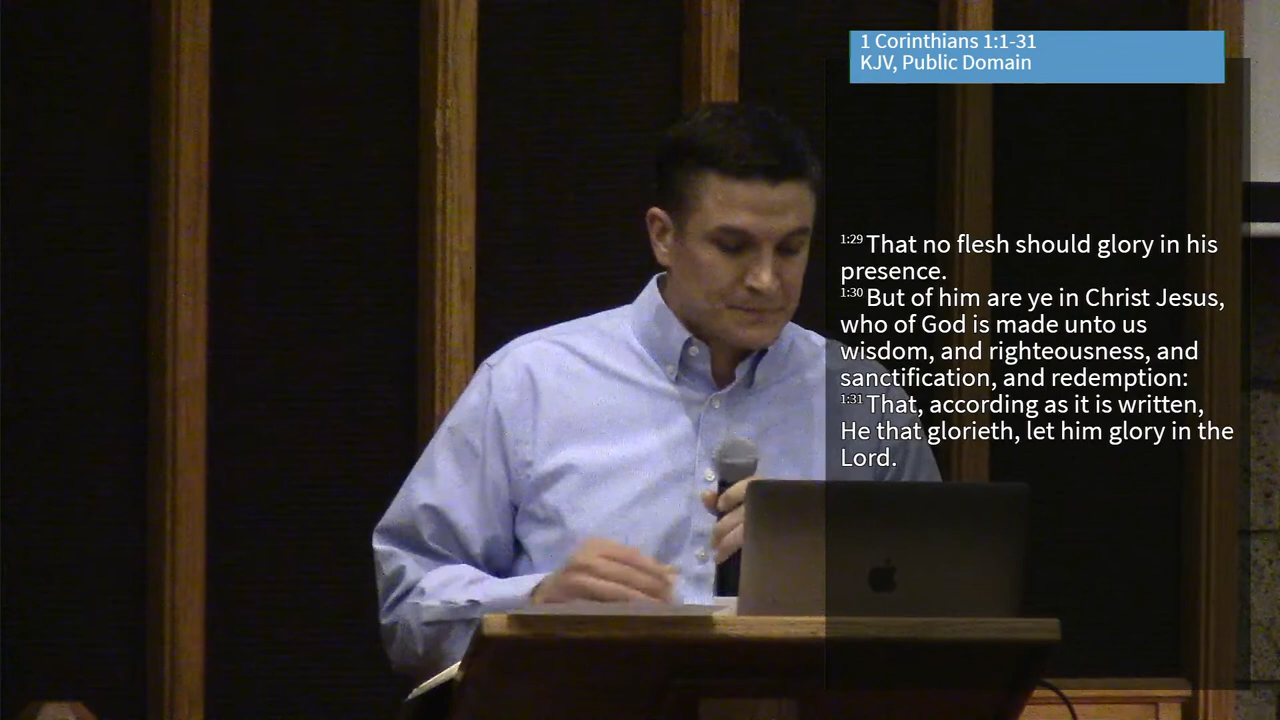 1 Corinthians 1:1-31
KJV, Public Domain
1:29 That no flesh should glory in his
presence.
1:30 But of him are ye in Christ Jesus,
who of God is made unto us
wisdom, and righteousness, and
sanctification, and redemption:
1:31 That, according as it is written,
He that glorieth, let him glory in the
Lord.